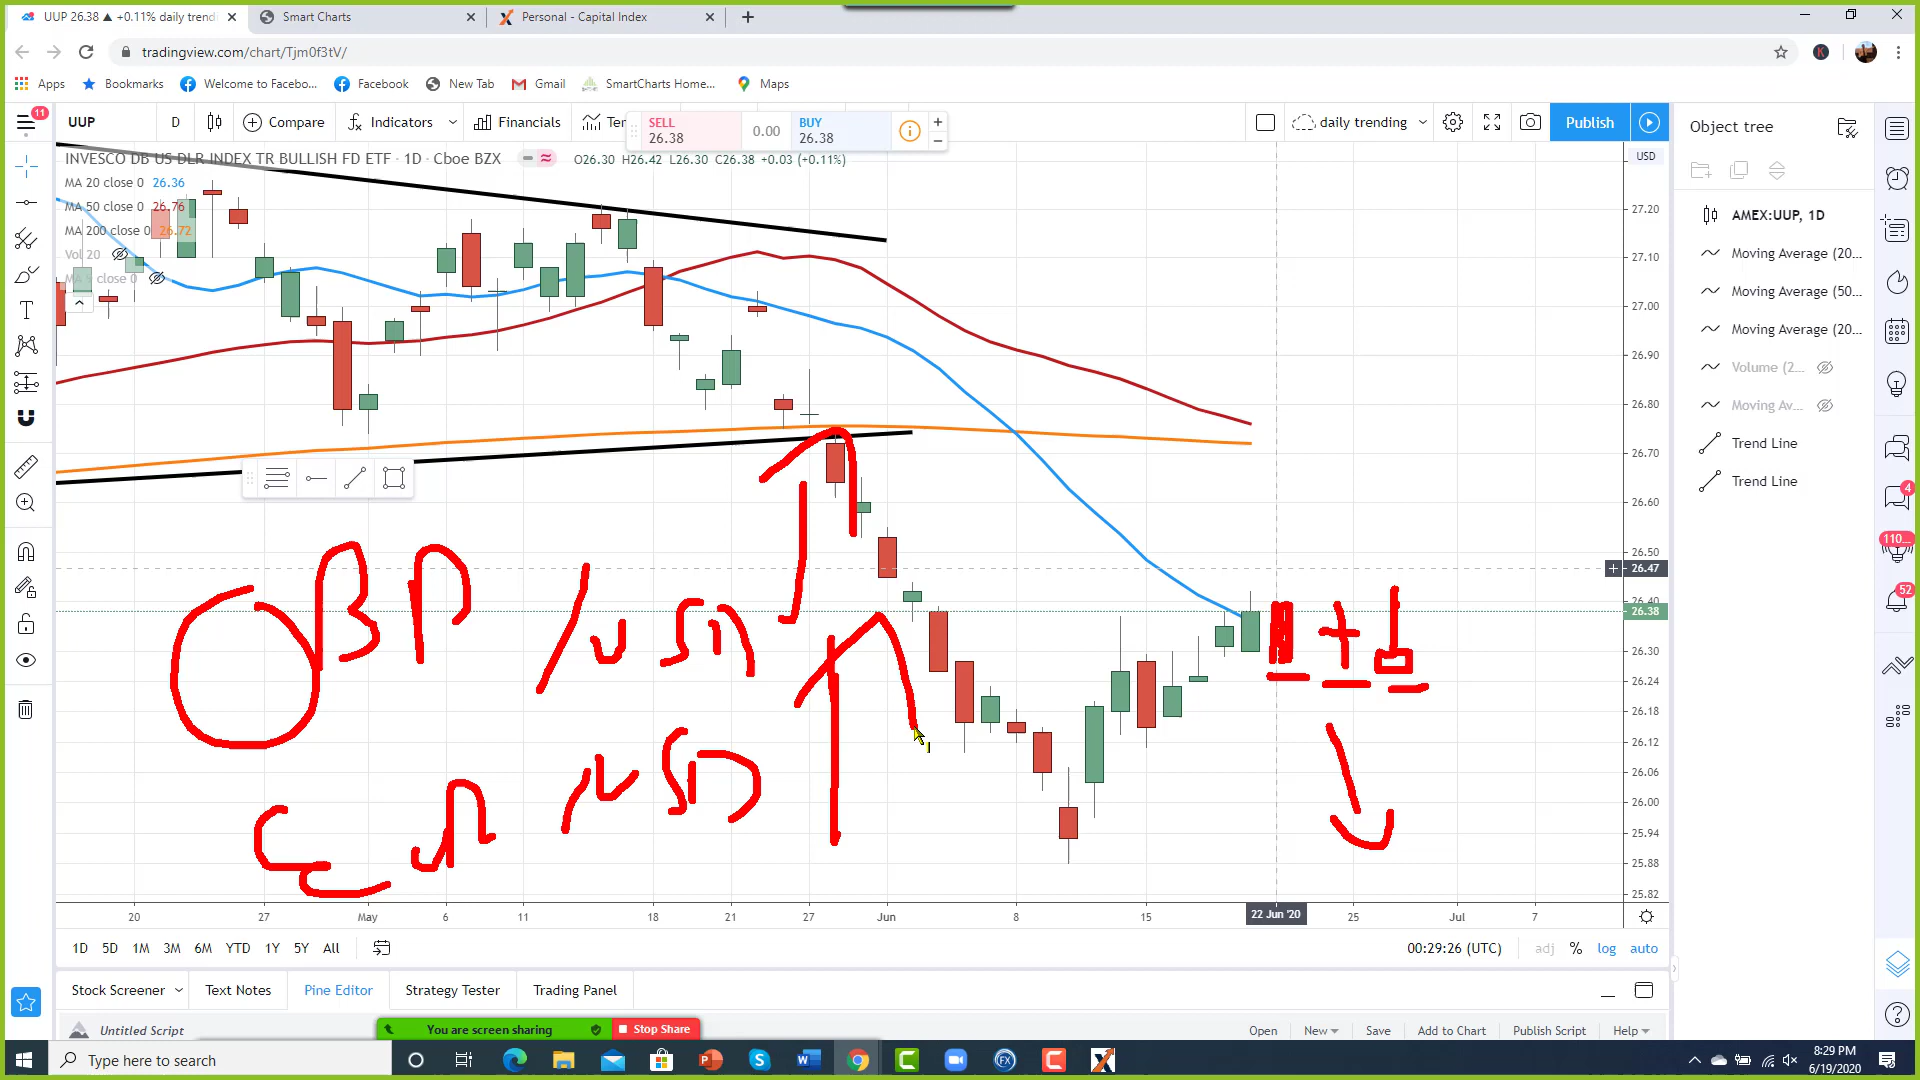 UUP 26.38 ▲ +0.11% daily trendi
Smart Charts
Personal - Capital Index
tradingview.com/chart/Tjm0f3tV/
Apps Bookmarks Welcome to Facebo... Facebook New Tab Gmail SmartCharts Home... Maps
11
UUP D Compare Indicators Financials Ter
SELL 26.38 0.00 BUY 26.38
daily trending Publish
Object tree
INVESCO DB US DLR INDEX TR BULLISH FD ETF · 1D · Cboe BZX
O26.30 H26.42 L26.30 C26.38 +0.03 (+0.11%)
USD
MA 20 close 0 26.36
MA 50 close 0 26.76
MA 200 close 0 26.72
Vol 20
close 0
AMEX:UUP, 1D
Moving Average (20...
Moving Average (50...
Moving Average (20...
Volume (2...
Moving Av...
Trend Line
Trend Line
27.20
27.10
27.00
26.90
26.80
26.70
26.60
26.50
26.47
26.40
26.38
26.30
26.24
26.18
26.12
26.06
26.00
25.94
25.88
25.82
/USD
USD
4
110...
52
20 27 May 6 11 18 21 27 Jun 8 15 22 Jun '20 25 Jul 7
1D 5D 1M 3M 6M YTD 1Y 5Y All
00:29:26 (UTC) adj % log auto
Stock Screener Text Notes Pine Editor Strategy Tester Trading Panel
Untitled Script
You are screen sharing Stop Share
Open New Save Add to Chart Publish Script Help
Type here to search
8:29 PM
6/19/2020